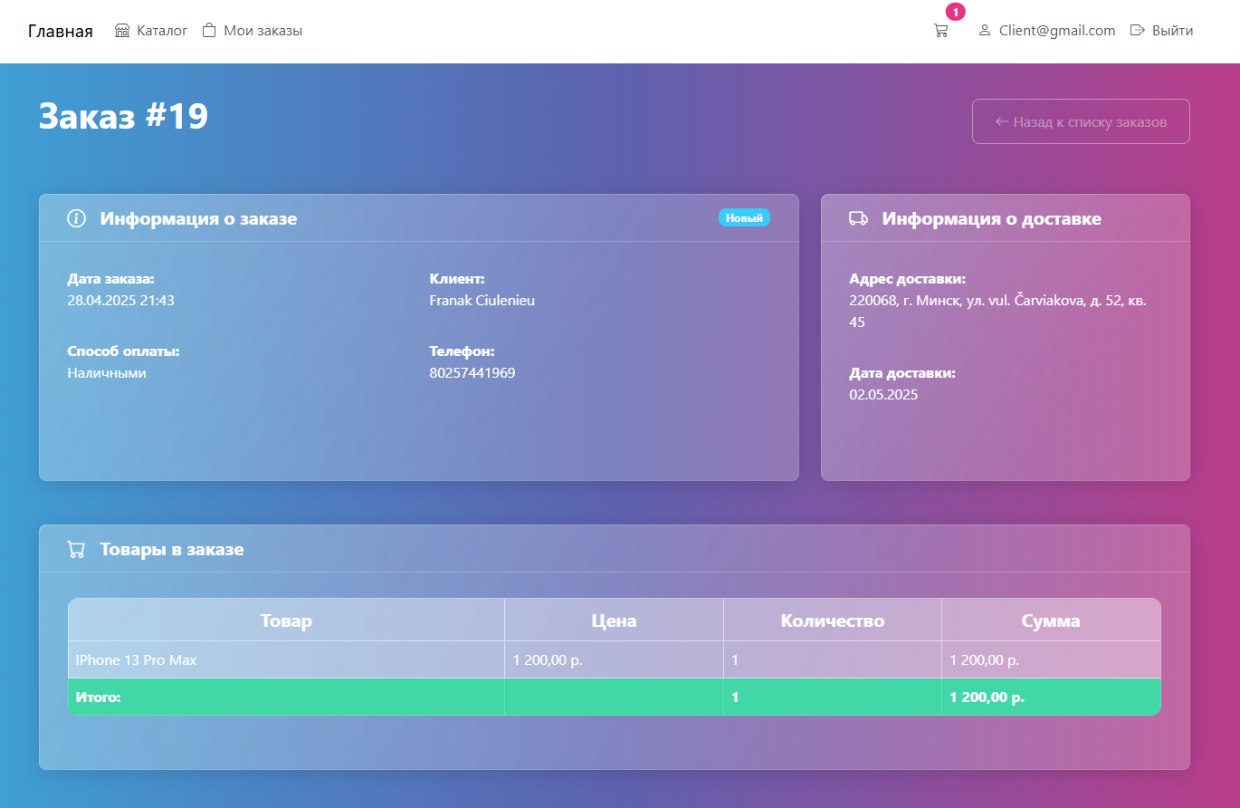 Главная Каталог Мои заказы 1 Client@gmail.com Выйти
Заказ #19
← Назад к списку заказов
Информация о заказе Новый
Дата заказа: Клиент:
28.04.2025 21:43 Franak Ciulenieu
Способ оплаты: Телефон:
Наличными 80257441969
Информация о доставке
Адрес доставки:
220068, г. Минск, ул. vul. Čarviakova, д. 52, кв.
45
Дата доставки:
02.05.2025
Товары в заказе
Товар Цена Количество Сумма
IPhone 13 Pro Max 1 200,00 р. 1 1 200,00 р.
Итого: 1 1 200,00 р.